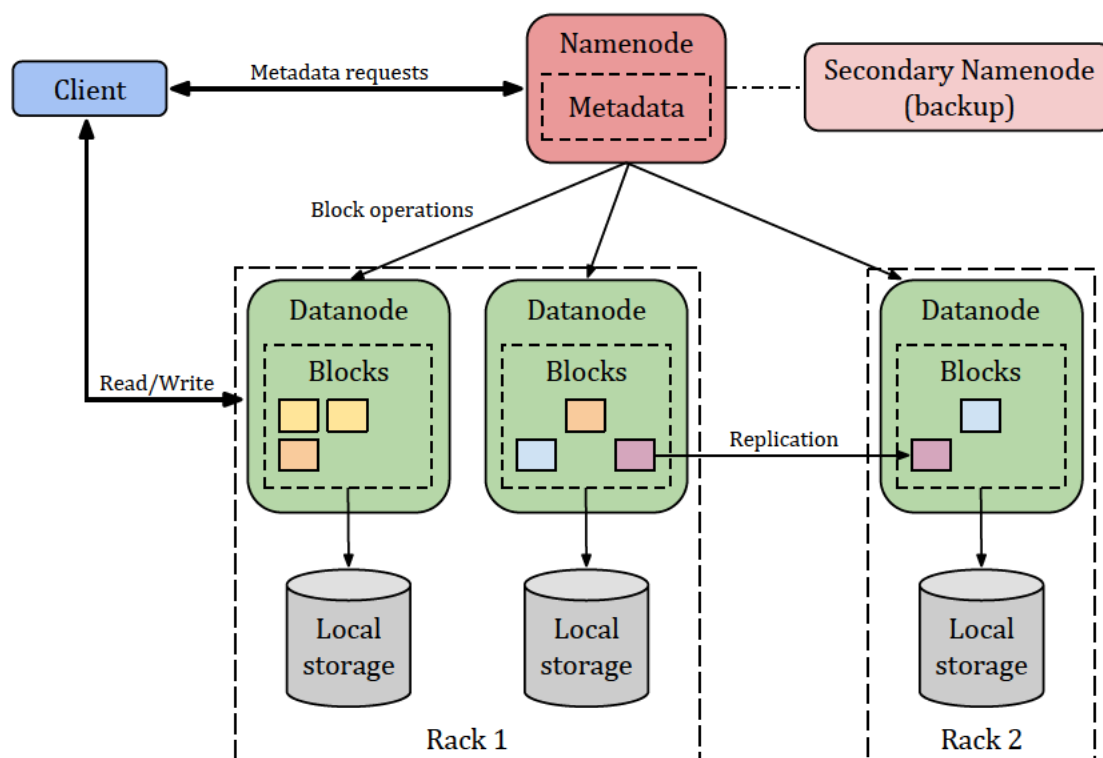 Namenode
Metadata
Client
Metadata requests
Secondary Namenode
(backup)
Block operations
Datanode
Blocks
Datanode
Blocks
Datanode
Blocks
Read/Write
Replication
Local
storage
Local
storage
Local
storage
Rack 1
Rack 2